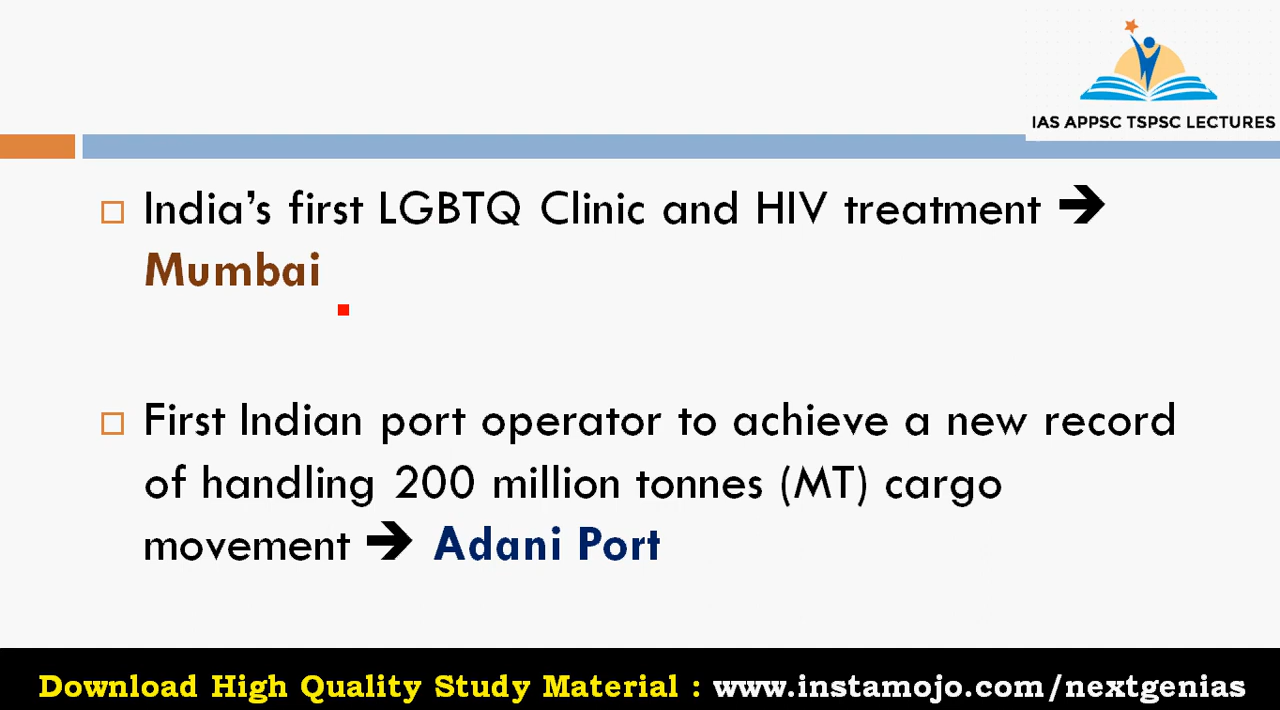 IAS APPSC TSPSC LECTURES
India’s first LGBTQ Clinic and HIV treatment ➔
Mumbai
First Indian port operator to achieve a new record
of handling 200 million tonnes (MT) cargo
movement ➔ Adani Port
Download High Quality Study Material : www.instamojo.com/nextgenias